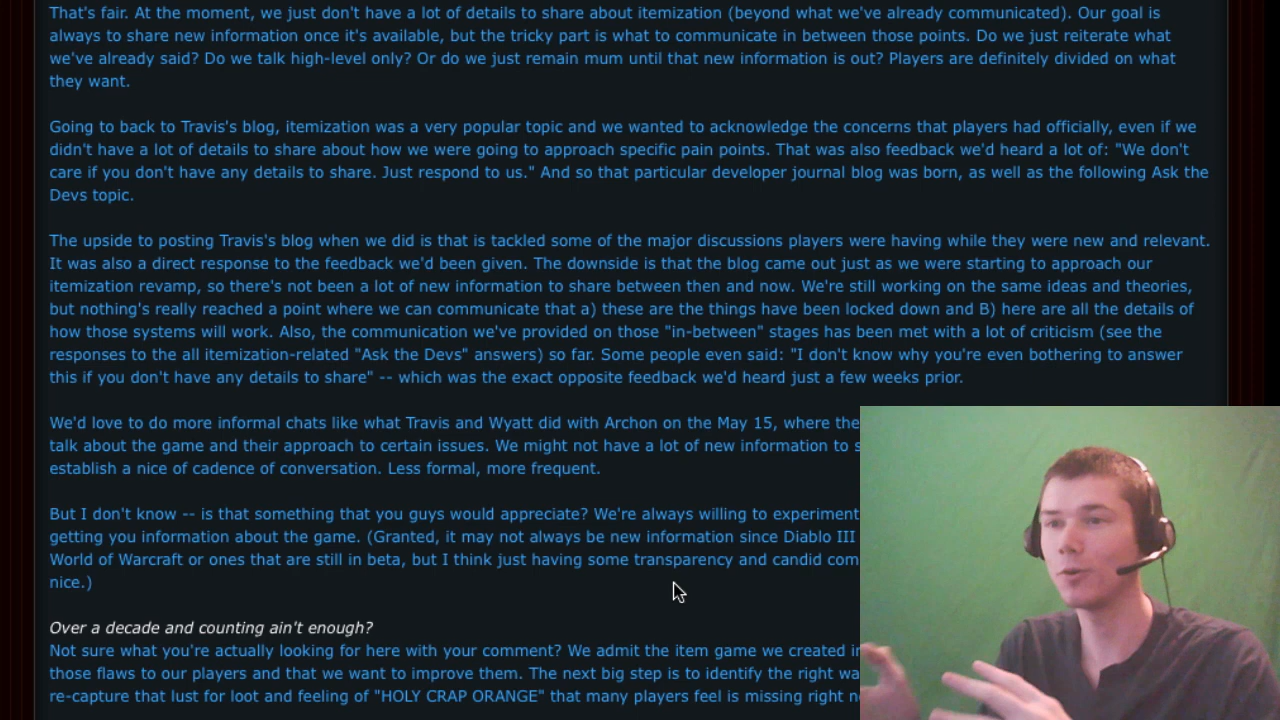 That's fair. At the moment, we just don't have a lot of details to share about itemization (beyond what we've already communicated). Our goal is
always to share new information once it's available, but the tricky part is what to communicate in between those points. Do we just reiterate what
we've already said? Do we talk high-level only? Or do we just remain mum until that new information is out? Players are definitely divided on what
they want.
Going to back to Travis's blog, itemization was a very popular topic and we wanted to acknowledge the concerns that players had officially, even if we
didn't have a lot of details to share about how we were going to approach specific pain points. That was also feedback we'd heard a lot of: "We don't
care if you don't have any details to share. Just respond to us." And so that particular developer journal blog was born, as well as the following Ask the
Devs topic.
The upside to posting Travis's blog when we did is that is tackled some of the major discussions players were having while they were new and relevant.
It was also a direct response to the feedback we'd been given. The downside is that the blog came out just as we were starting to approach our
itemization revamp, so there's not been a lot of new information to share between then and now. We're still working on the same ideas and theories,
but nothing's really reached a point where we can communicate that a) these are the things have been locked down and B) here are all the details of
how those systems will work. Also, the communication we've provided on those "in-between" stages has been met with a lot of criticism (see the
responses to the all itemization-related "Ask the Devs" answers) so far. Some people even said: "I don't know why you're even bothering to answer
this if you don't have any details to share" -- which was the exact opposite feedback we'd heard just a few weeks prior.
We'd love to do more informal chats like what Travis and Wyatt did with Archon on the May 15, where
talk about the game and their approach to certain issues. We might not have a lot of new information to
establish a nice of cadence of conversation. Less formal, more frequent.
But I don't know -- is that something that you guys would appreciate? We're always willing to experiment
getting you information about the game. (Granted, it may not always be new information since Diablo III
World of Warcraft or ones that are still in beta, but I think just having some transparency and candid
nice.)
Over a decade and counting ain't enough?
Not sure what you're actually looking for here with your comment? We admit the item game we created
those flaws to our players and that we want to improve them. The next big step is to identify the right
re-capture that lust for loot and feeling of "HOLY CRAP ORANGE" that many players feel is missing right